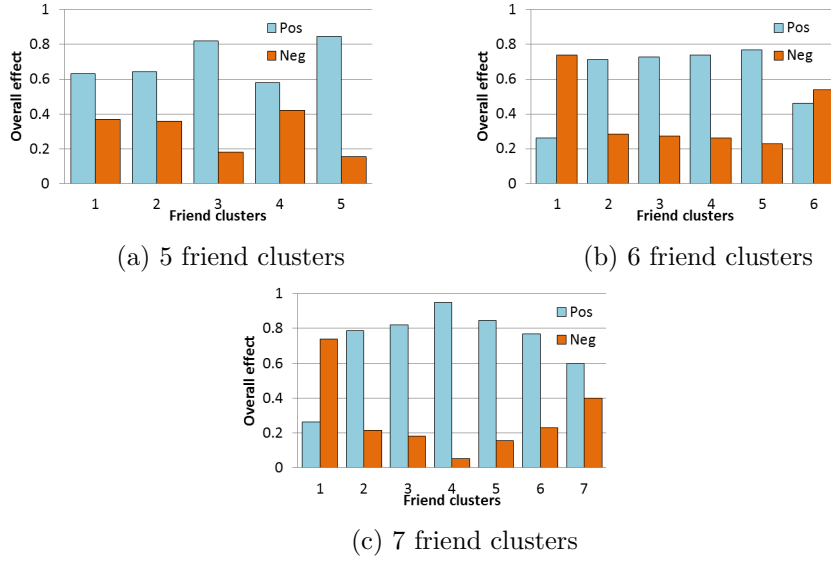 1
0.8
0.6
0.4
0.2
0
Overall effect
Pos
Neg
1 2 3 4 5
Friend clusters
(a) 5 friend clusters
1
0.8
0.6
0.4
0.2
0
Overall effect
Pos
Neg
1 2 3 4 5 6
Friend clusters
(b) 6 friend clusters
1
0.8
0.6
0.4
0.2
0
Overall effect
Pos
Neg
1 2 3 4 5 6 7
Friend clusters
(c) 7 friend clusters